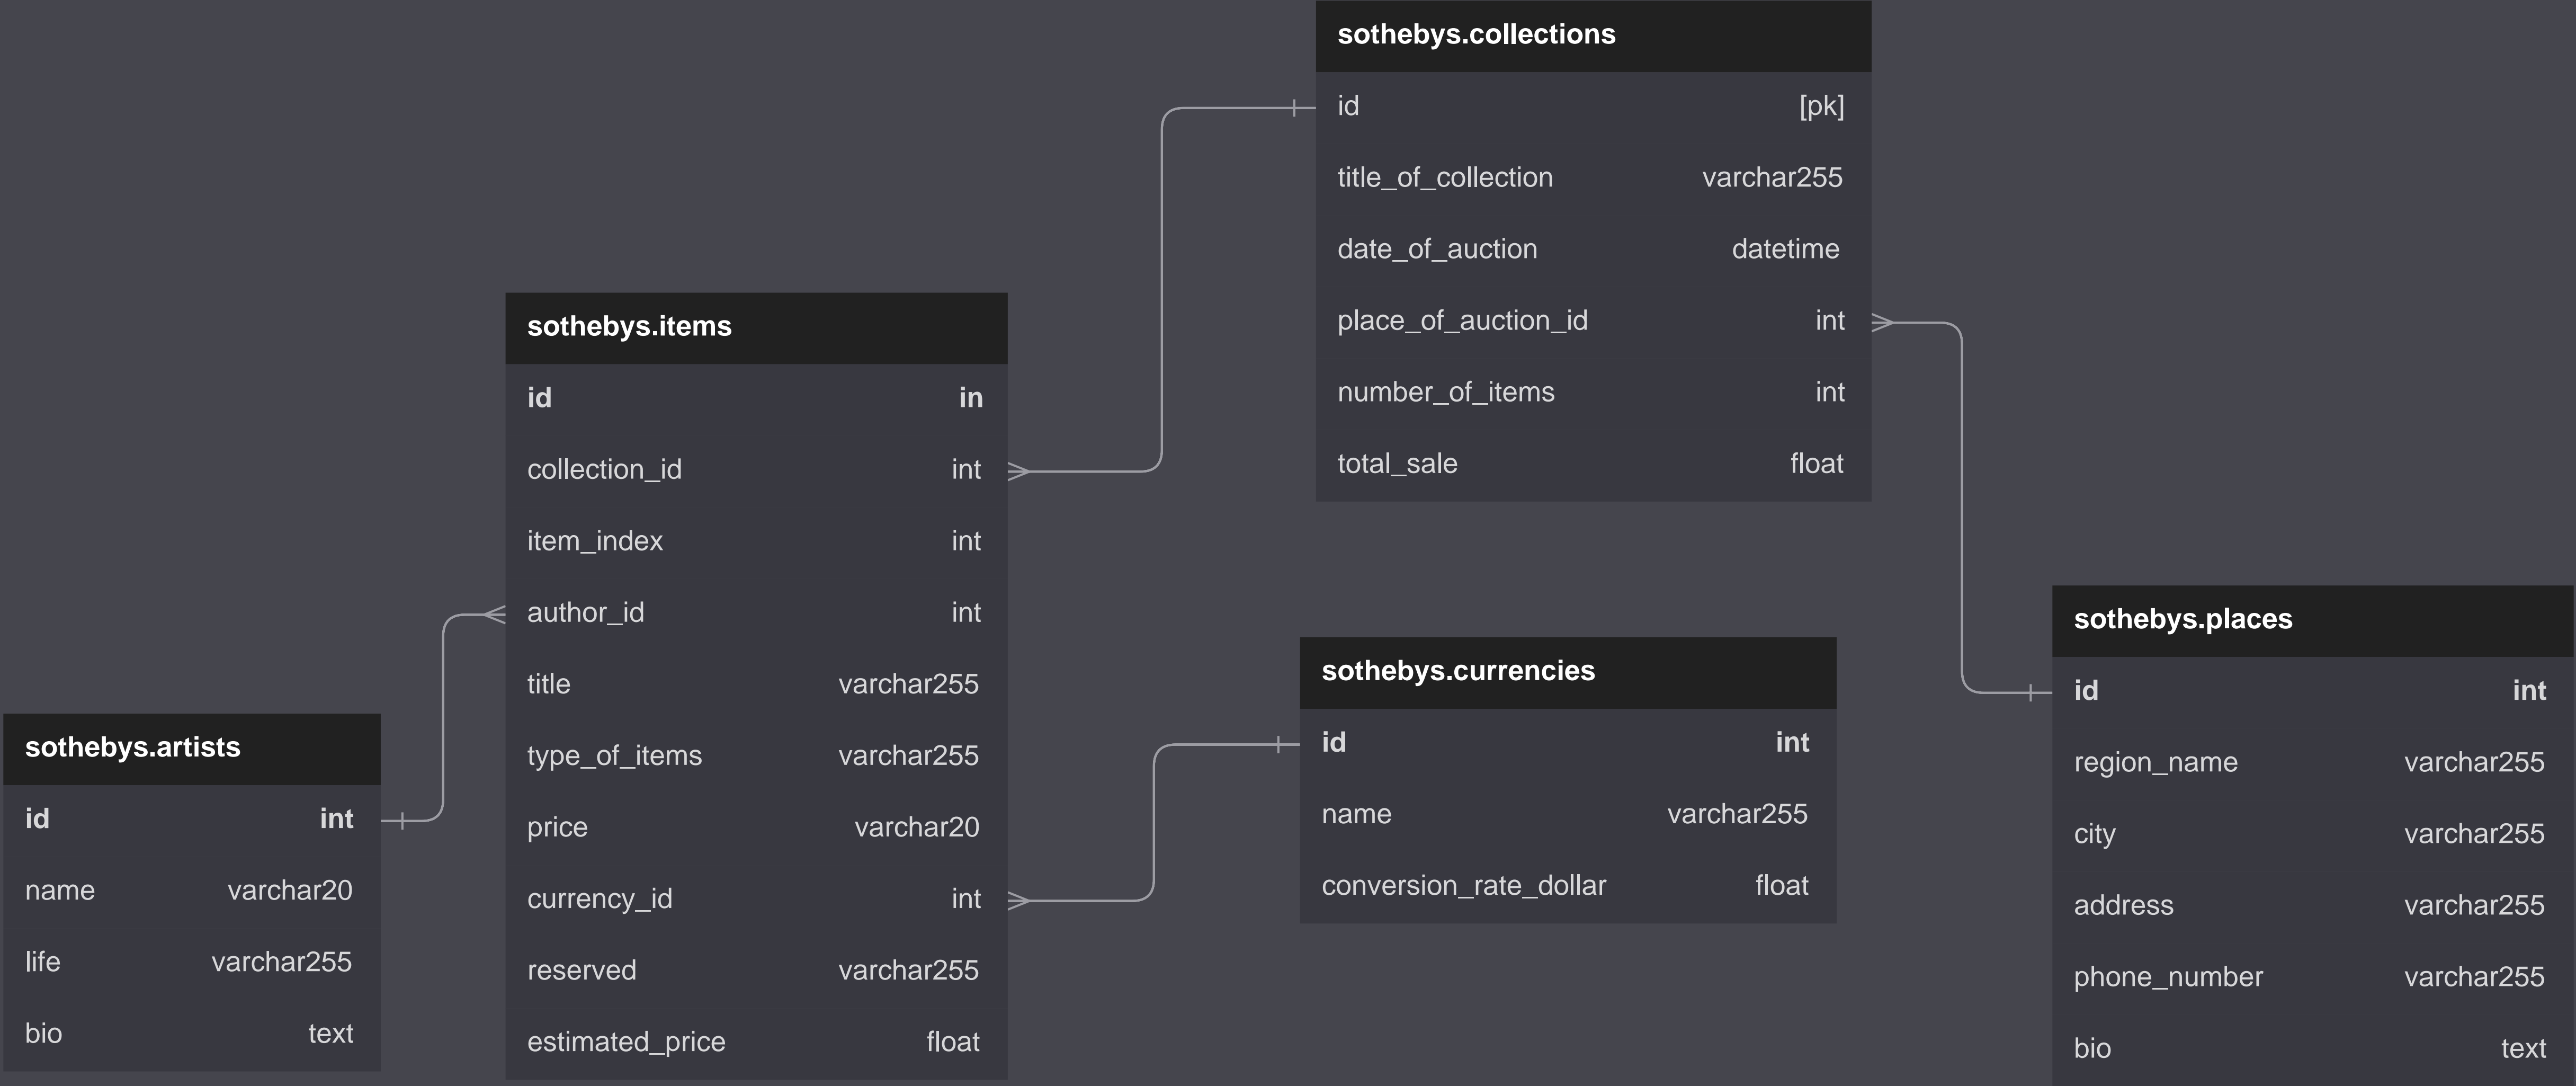 sothebys.collections
id [pk]
title_of_collection varchar255
date_of_auction datetime
place_of_auction_id int
number_of_items int
total_sale float
sothebys.items
id in
collection_id int
item_index int
author_id int
title varchar255
type_of_items varchar255
price varchar20
currency_id int
reserved varchar255
estimated_price float
sothebys.artists
id int
name varchar20
life varchar255
bio text
sothebys.currencies
id int
name varchar255
conversion_rate_dollar float
sothebys.places
id int
region_name varchar255
city varchar255
address varchar255
phone_number varchar255
bio text